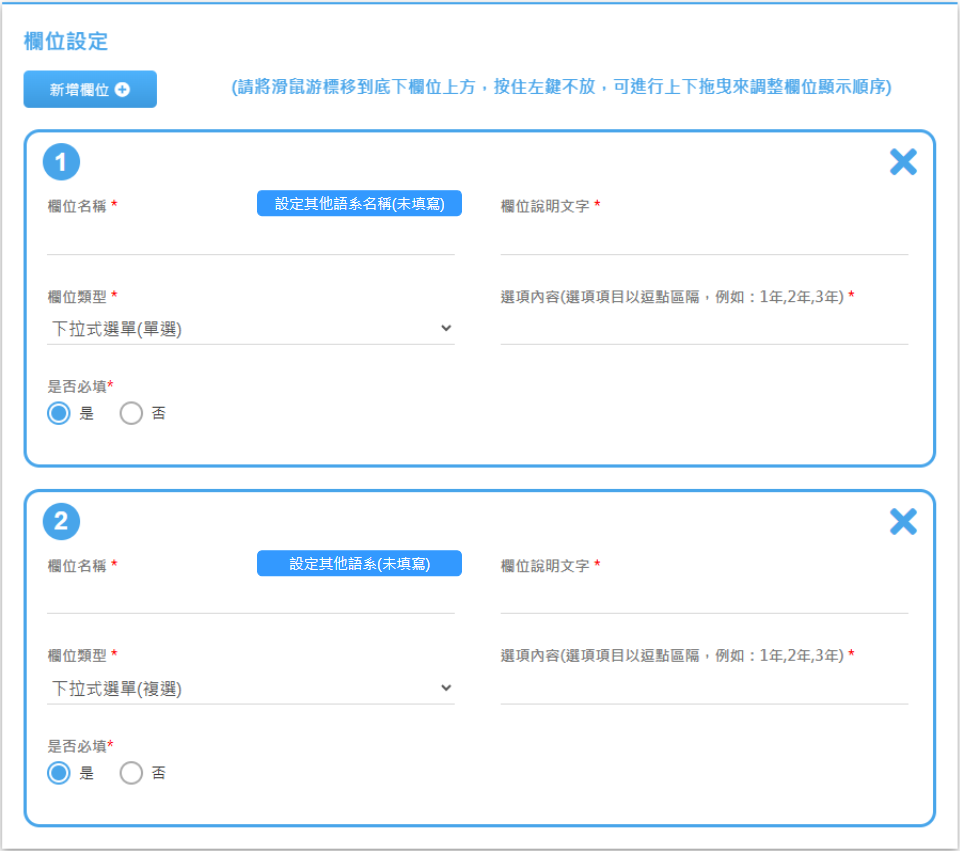 欄位設定
新增欄位
(請將滑鼠游標移到底下欄位上方，按住左鍵不放，可進行上下拖曳來調整欄位顯示順序)
1
欄位名稱 *
設定其他語系名稱(未填寫)
欄位說明文字 *
欄位類型 *
選項內容(選項項目以逗點區隔，例如：1年,2年,3年) *
下拉式選單(單選)
是否必填*
是 否
2
欄位名稱 *
設定其他語系(未填寫)
欄位說明文字 *
欄位類型 *
選項內容(選項項目以逗點區隔，例如：1年,2年,3年) *
下拉式選單(複選)
是否必填*
是 否